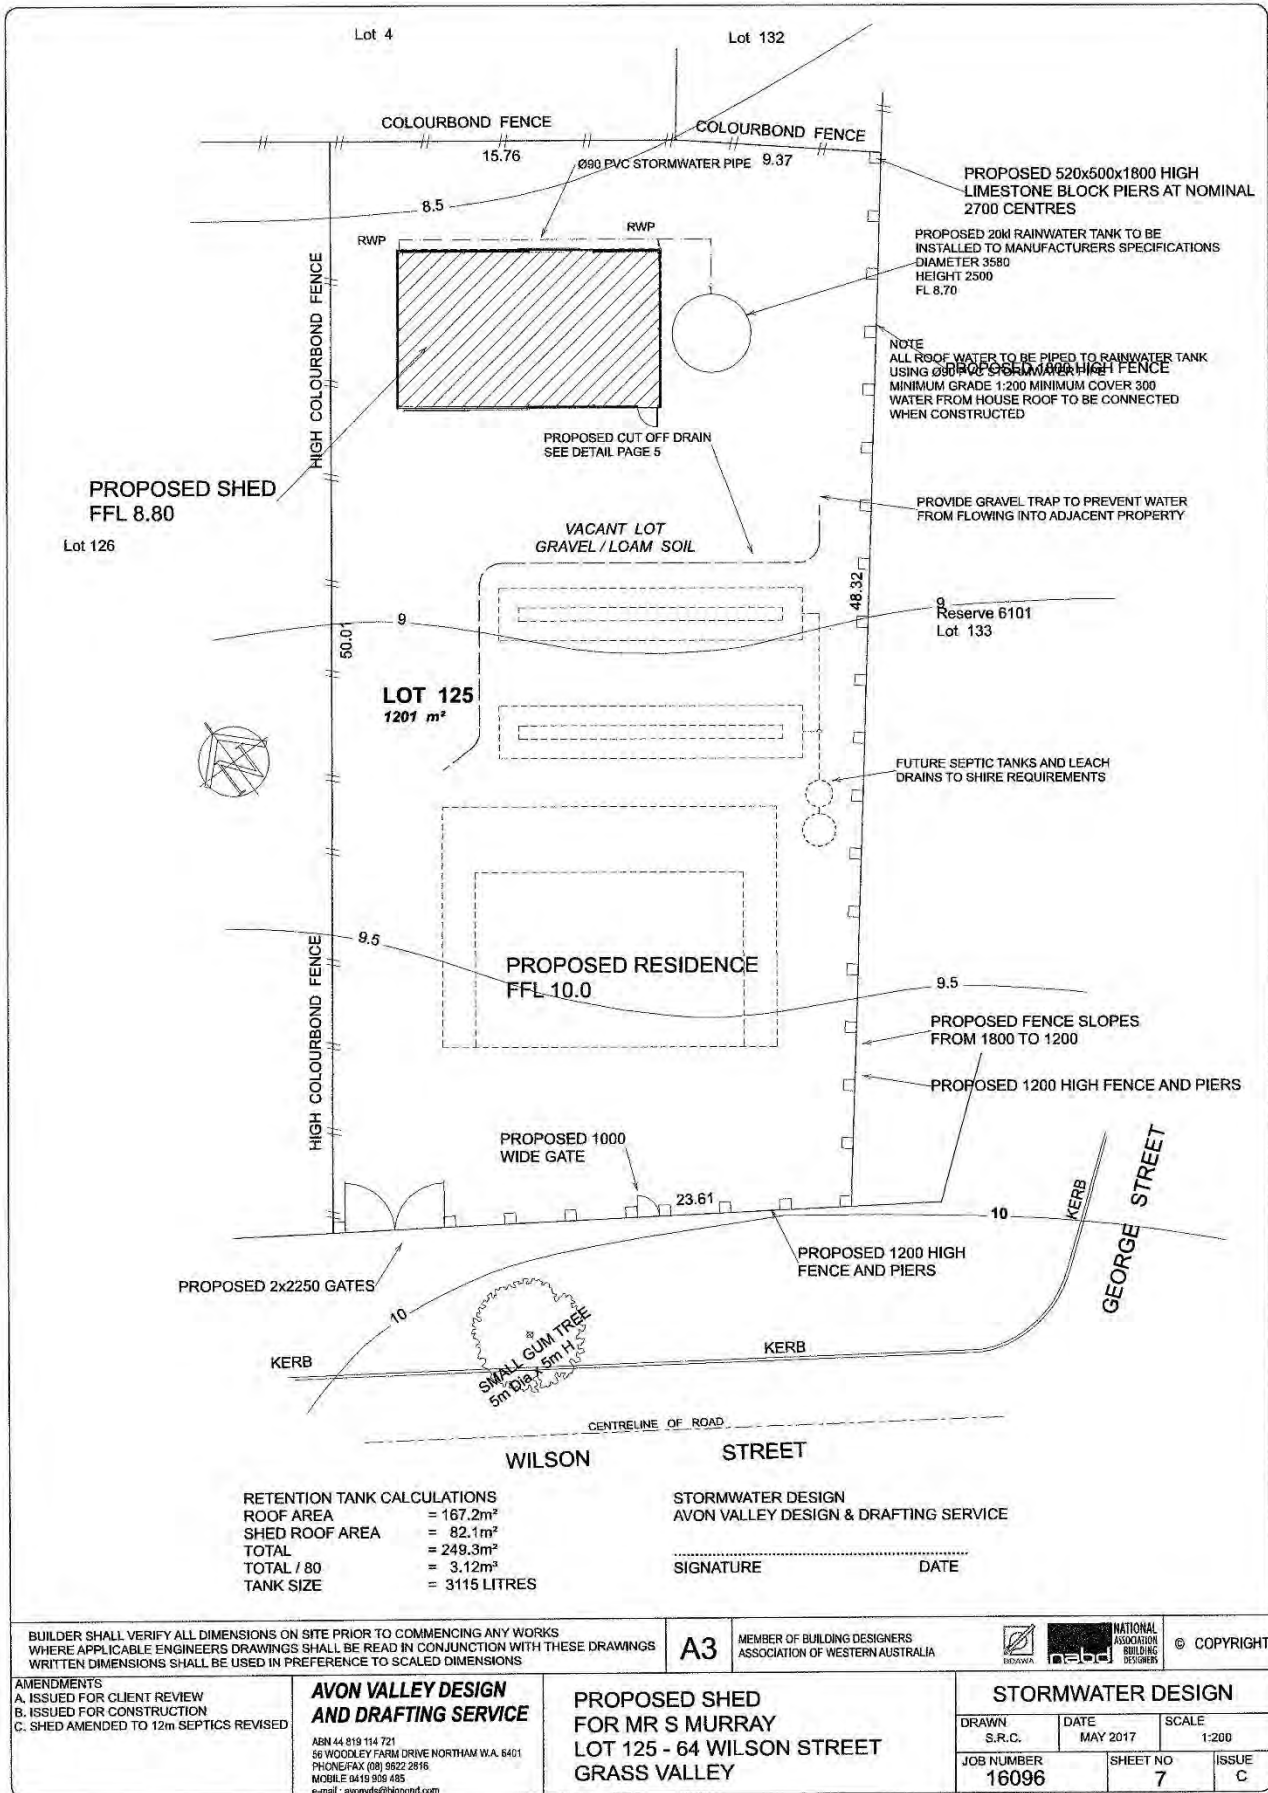 Lot 4
Lot 132
COLOURBOND FENCE
COLOURBOND FENCE
15.76
9.37
Ø90 PVC STORMWATER PIPE
PROPOSED 520x500x1800 HIGH
LIMESTONE BLOCK PIERS AT NOMINAL
2700 CENTRES
8.5
RWP
RWP
PROPOSED 20kl RAINWATER TANK TO BE
INSTALLED TO MANUFACTURERS SPECIFICATIONS
DIAMETER 3580
HEIGHT 2500
FL 8.70
HIGH COLOURBOND FENCE
NOTE
ALL ROOF WATER TO BE PIPED TO RAINWATER TANK
PROPOSED 1800 HIGH FENCE
USING Ø90 PVC STORMWATER PIPE
MINIMUM GRADE 1:200 MINIMUM COVER 300
WATER FROM HOUSE ROOF TO BE CONNECTED
WHEN CONSTRUCTED
PROPOSED CUT OFF DRAIN
SEE DETAIL PAGE 5
PROPOSED SHED
FFL 8.80
Lot 126
PROVIDE GRAVEL TRAP TO PREVENT WATER
FROM FLOWING INTO ADJACENT PROPERTY
VACANT LOT
GRAVEL / LOAM SOIL
48.32
9
Reserve 6101
Lot 133
9
50.01
LOT 125
1201 m²
FUTURE SEPTIC TANKS AND LEACH
DRAINS TO SHIRE REQUIREMENTS
9.5
HIGH COLOURBOND FENCE
PROPOSED RESIDENCE
FFL 10.0
9.5
PROPOSED FENCE SLOPES
FROM 1800 TO 1200
PROPOSED 1200 HIGH FENCE AND PIERS
PROPOSED 1000
WIDE GATE
23.61
10
KERB
GEORGE STREET
PROPOSED 1200 HIGH
FENCE AND PIERS
PROPOSED 2x2250 GATES
10
SMALL GUM TREE
5m Dia x 5m H
KERB
KERB
CENTRELINE OF ROAD
WILSON STREET
RETENTION TANK CALCULATIONS
ROOF AREA = 167.2m²
SHED ROOF AREA = 82.1m²
TOTAL = 249.3m²
TOTAL / 80 = 3.12m³
TANK SIZE = 3115 LITRES
STORMWATER DESIGN
AVON VALLEY DESIGN & DRAFTING SERVICE
SIGNATURE DATE
BUILDER SHALL VERIFY ALL DIMENSIONS ON SITE PRIOR TO COMMENCING ANY WORKS
WHERE APPLICABLE ENGINEERS DRAWINGS SHALL BE READ IN CONJUNCTION WITH THESE DRAWINGS
WRITTEN DIMENSIONS SHALL BE USED IN PREFERENCE TO SCALED DIMENSIONS
A3
MEMBER OF BUILDING DESIGNERS
ASSOCIATION OF WESTERN AUSTRALIA
BDAWA
nabd
NATIONAL
ASSOCIATION
BUILDING
DESIGNERS
© COPYRIGHT
AMENDMENTS
A. ISSUED FOR CLIENT REVIEW
B. ISSUED FOR CONSTRUCTION
C. SHED AMENDED TO 12m SEPTICS REVISED
AVON VALLEY DESIGN
AND DRAFTING SERVICE
ABN 44 819 114 721
56 WOODLEY FARM DRIVE NORTHAM W.A. 6401
PHONE/FAX (08) 9622 2816
MOBILE 0419 909 485
PROPOSED SHED
FOR MR S MURRAY
LOT 125 - 64 WILSON STREET
GRASS VALLEY
STORMWATER DESIGN
DRAWN
S.R.C.
DATE
MAY 2017
SCALE
1:200
JOB NUMBER
16096
SHEET NO
7
ISSUE
C